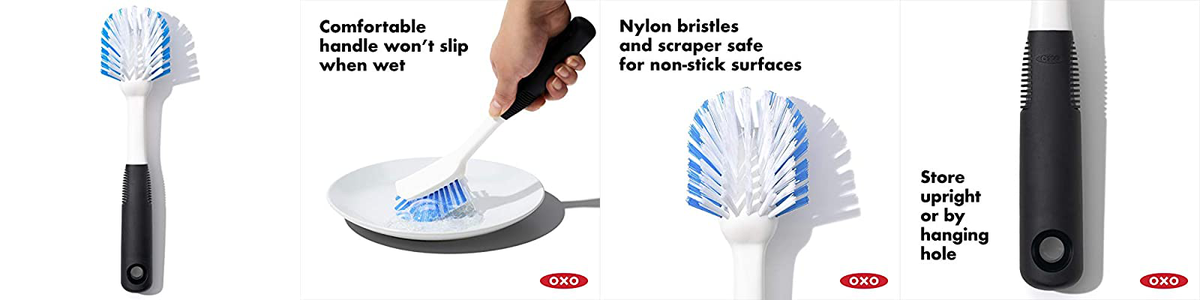 Comfortable
handle won't slip
when wet
OXO
Nylon bristles
and scraper safe
for non-stick surfaces
OXO
OXO
Store
upright
or by
hanging
hole
OXO